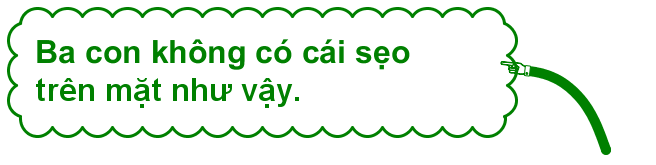 Ba con không có cái sẹo
trên mặt như vậy.